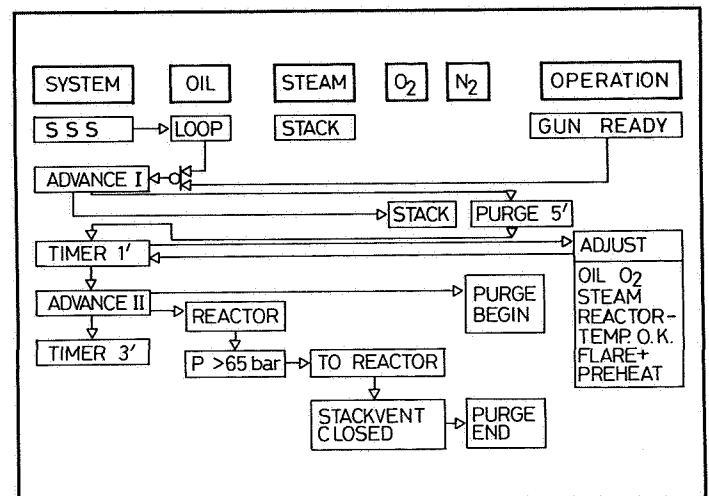 SYSTEM OIL STEAM O2 N2 OPERATION
S S S LOOP STACK GUN READY
ADVANCE I
STACK PURGE 5'
TIMER 1' ADJUST
OIL O2
STEAM
REACTOR-
TEMP. O.K.
FLARE+
PREHEAT
ADVANCE II
REACTOR
PURGE
BEGIN
TIMER 3'
P >65 bar TO REACTOR
STACKVENT
CLOSED
PURGE
END